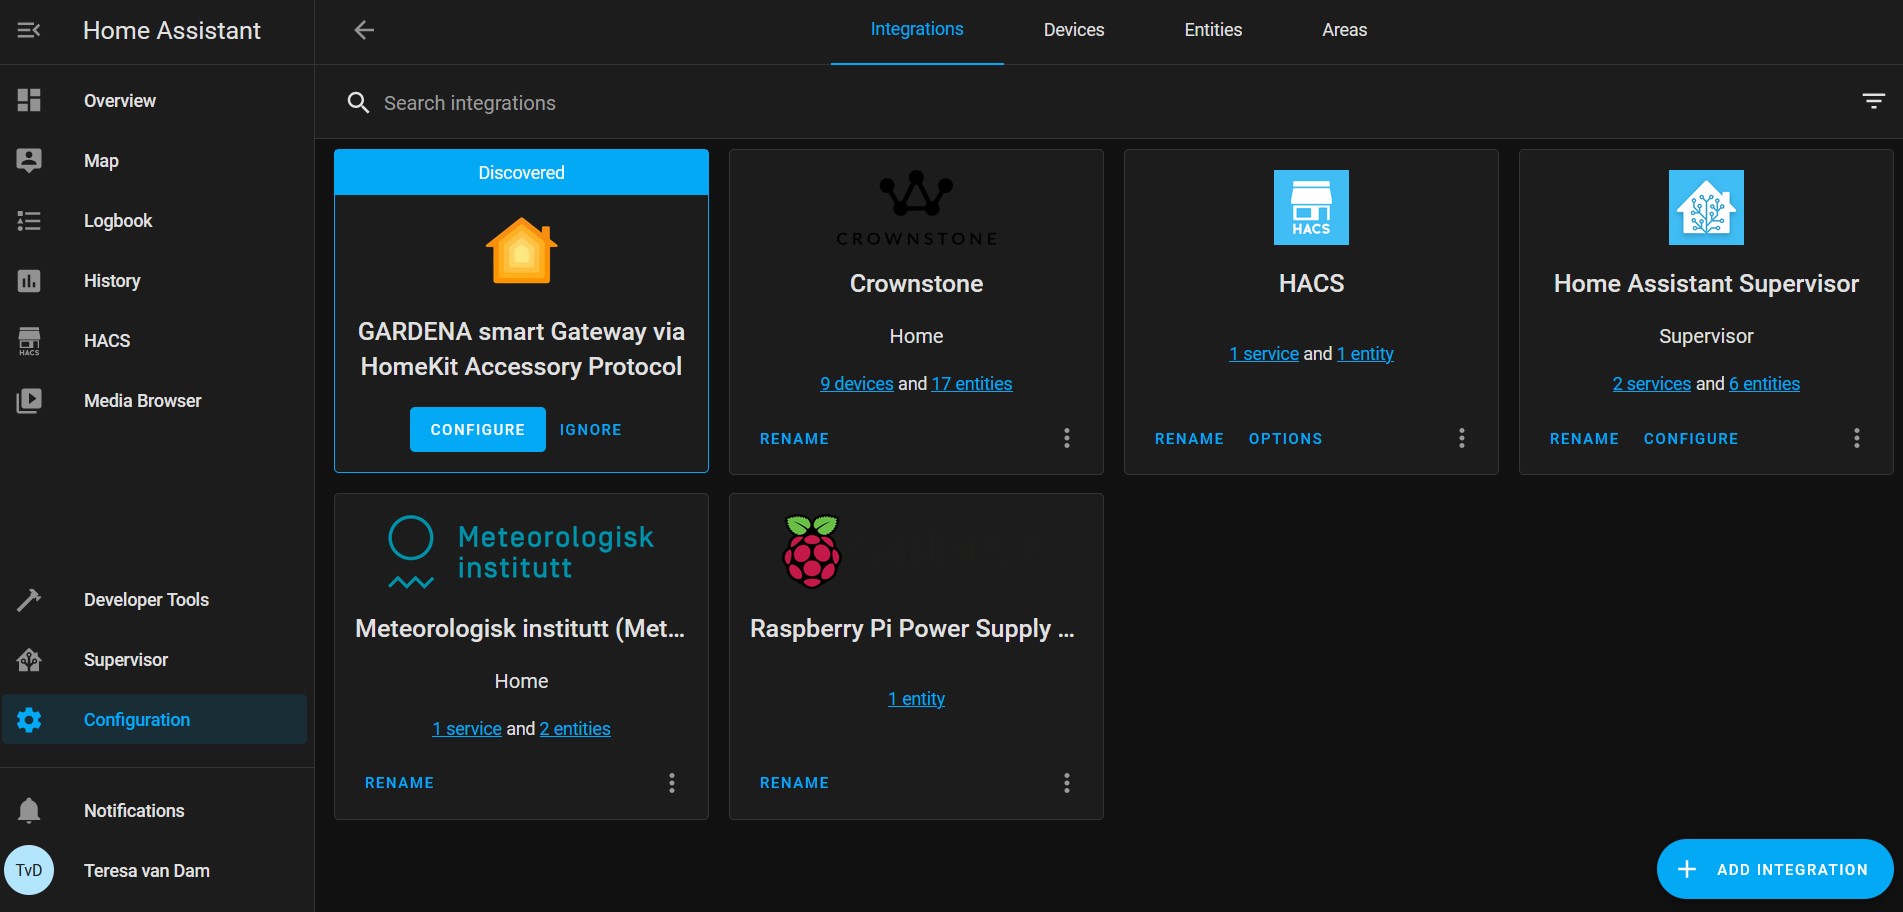 Home Assistant
Integrations
Devices
Entities
Areas
Search integrations
Overview
Map
Logbook
History
HACS
HACS
Media Browser
Developer Tools
Supervisor
Configuration
Notifications
TvD
Teresa van Dam
Discovered
GARDENA smart Gateway via
HomeKit Accessory Protocol
CONFIGURE IGNORE
CROWNSTONE
Crownstone
Home
9 devices and 17 entities
RENAME
HACS
HACS
1 service and 1 entity
RENAME OPTIONS
Home Assistant Supervisor
Supervisor
2 services and 6 entities
RENAME CONFIGURE
Meteorologisk
institutt
Meteorologisk institutt (Met...
Home
1 service and 2 entities
RENAME
Raspberry Pi Power Supply ...
1 entity
RENAME
ADD INTEGRATION